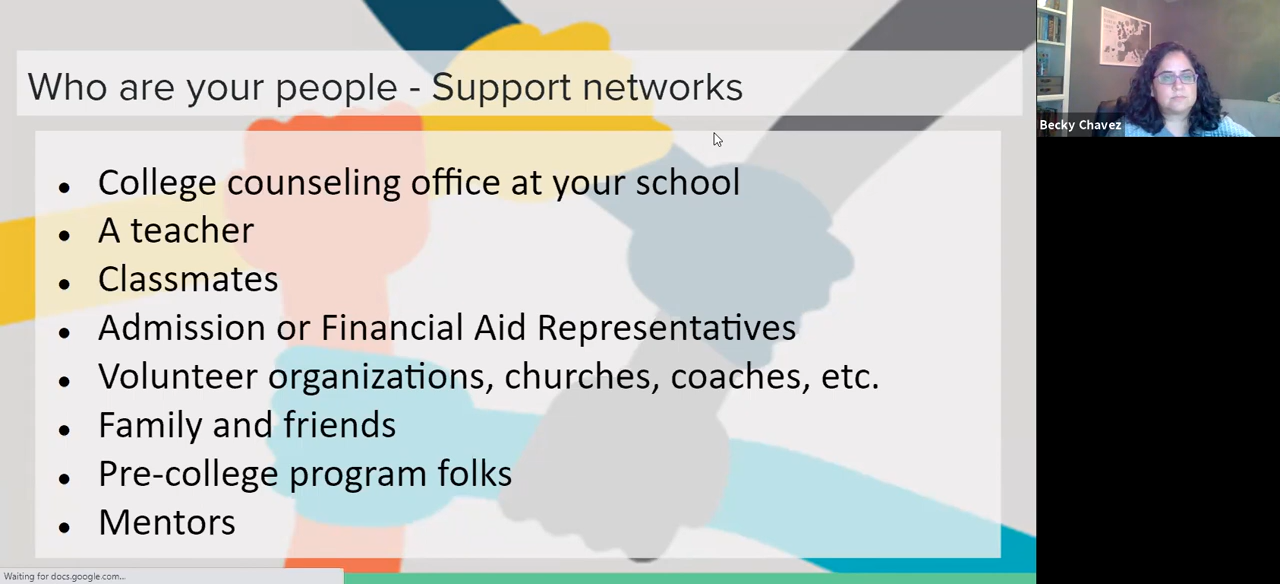 Who are your people - Support networks
College counseling office at your school
A teacher
Classmates
Admission or Financial Aid Representatives
Volunteer organizations, churches, coaches, etc.
Family and friends
Pre-college program folks
Mentors
Becky Chavez
Waiting for docs.google.com...